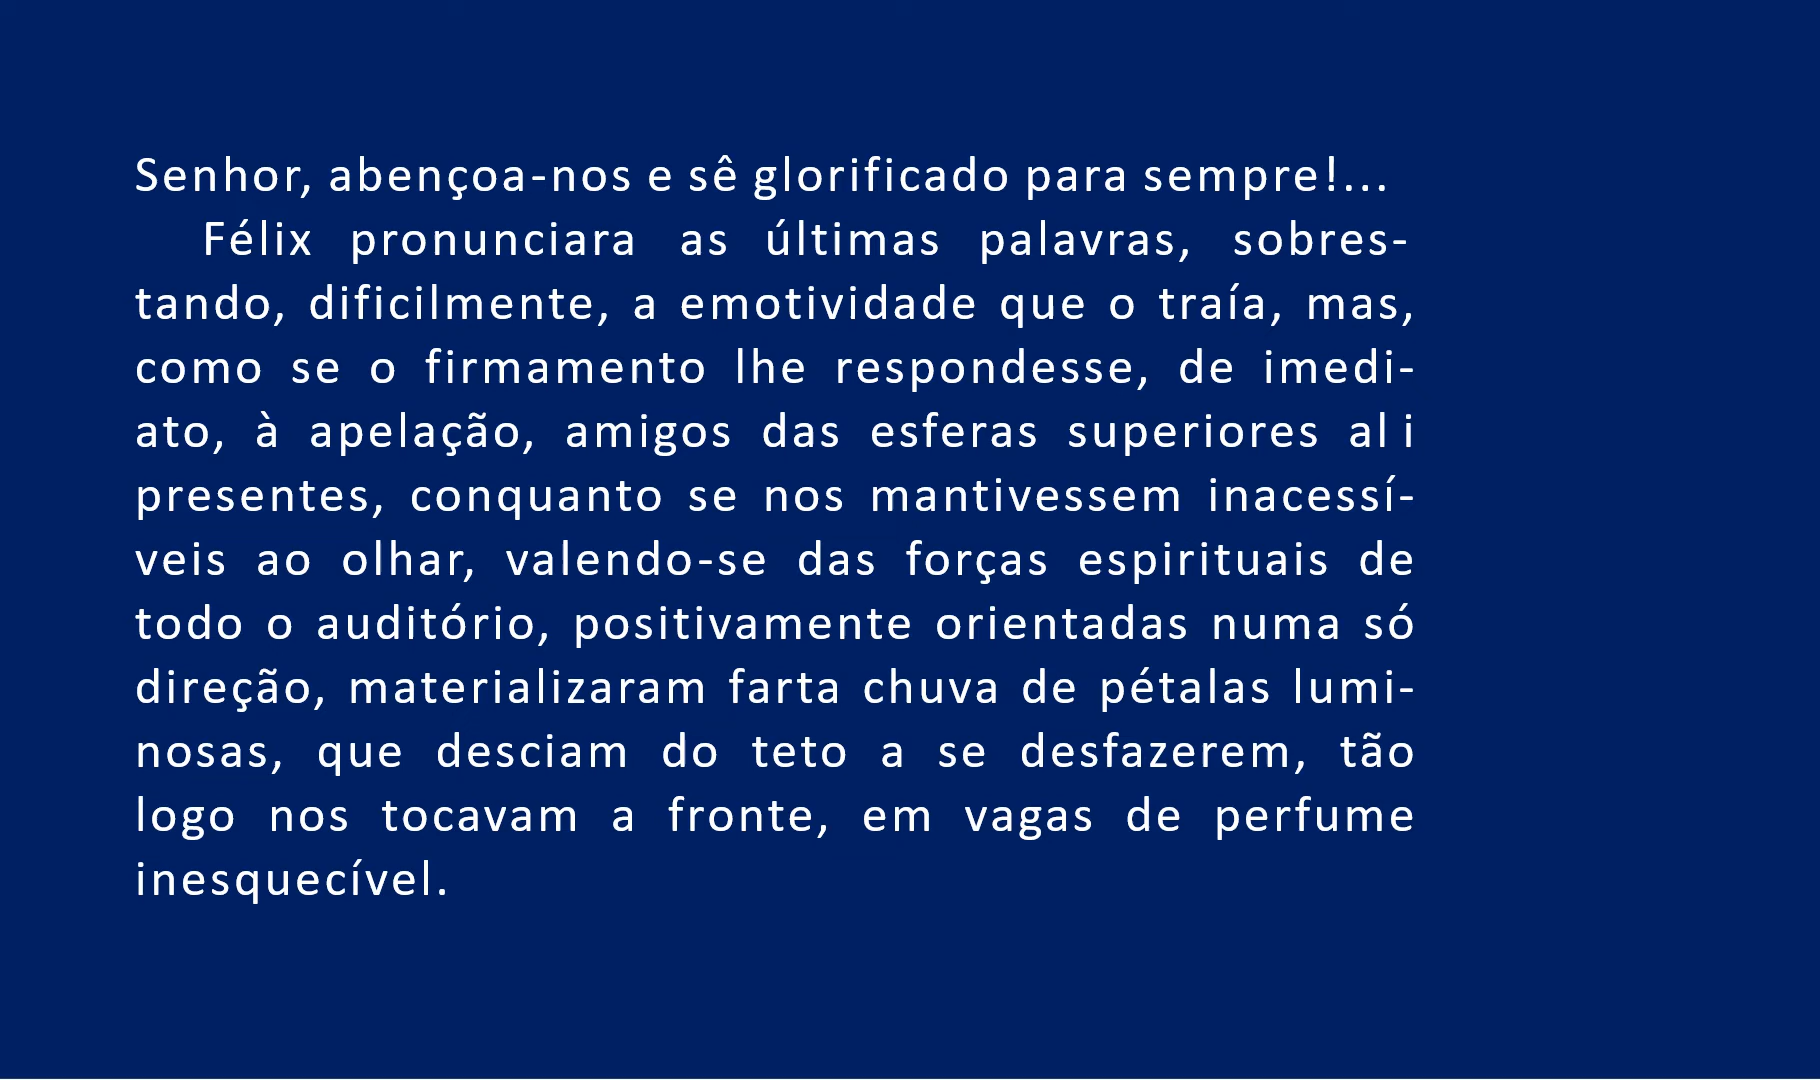 Senhor, abençoa-nos e sê glorificado para sempre!...
Félix pronunciara as últimas palavras, sobres-
tando, dificilmente, a emotividade que o traía, mas,
como se o firmamento lhe respondesse, de imedi-
ato, à apelação, amigos das esferas superiores al i
presentes, conquanto se nos mantivessem inacessí-
veis ao olhar, valendo-se das forças espirituais de
todo o auditório, positivamente orientadas numa só
direção, materializaram farta chuva de pétalas lumi-
nosas, que desciam do teto a se desfazerem, tão
logo nos tocavam a fronte, em vagas de perfume
inesquecível.